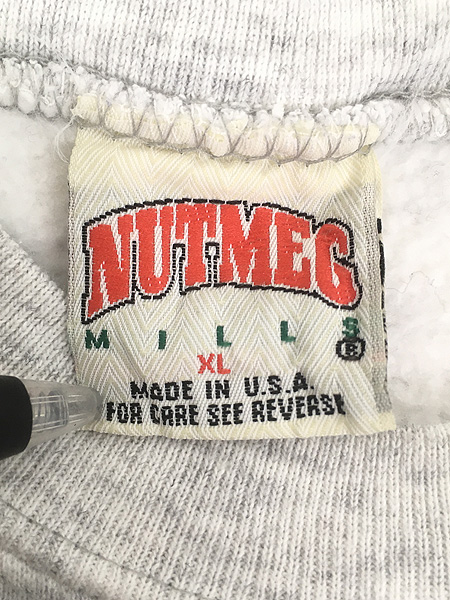 NUTMEG
MILLS
®
XL
MADE IN U.S.A.
FOR CARE SEE REVERSE